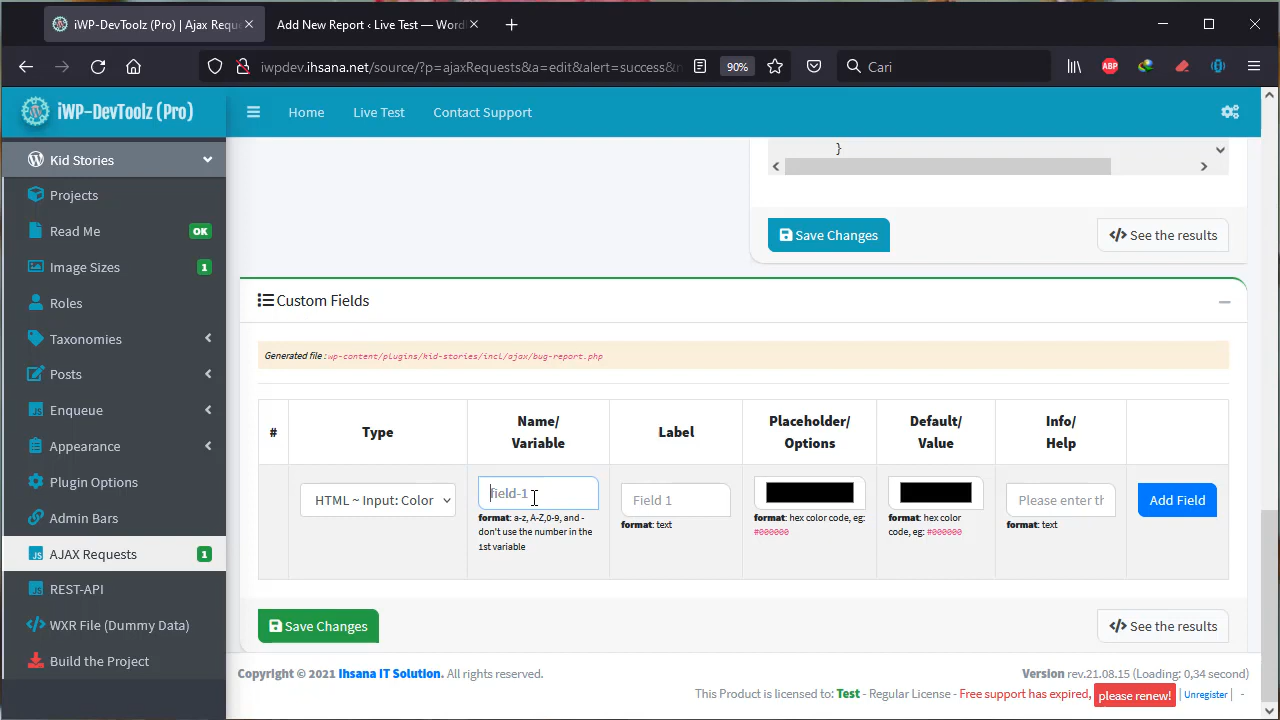 iWP-DevToolz (Pro) | Ajax Reque
Add New Report ‹ Live Test — Word
iwpdev.ihsana.net/source/?p=ajaxRequests&a=edit&alert=success&
90%
Cari
ABP
iWP-DevToolz (Pro)
Home
Live Test
Contact Support
Kid Stories
Projects
Read Me
OK
Image Sizes
1
Roles
Taxonomies
Posts
Enqueue
Appearance
Plugin Options
Admin Bars
AJAX Requests
1
REST-API
WXR File (Dummy Data)
Build the Project
}
Save Changes
</> See the results
Custom Fields
Generated file : wp-content/plugins/kid-stories/incl/ajax/bug-report.php
#
Type
Name/
Variable
Label
Placeholder/
Options
Default/
Value
Info/
Help
HTML ~ Input: Color
field-1
format: a-z, A-Z,0-9, and -
don't use the number in the
1st variable
Field 1
format: text
format: hex color code, eg:
#000000
format: hex color
code, eg: #000000
Please enter th
format: text
Add Field
Save Changes
</> See the results
Copyright © 2021 Ihsana IT Solution. All rights reserved.
Version rev.21.08.15 (Loading: 0,34 second)
This Product is licensed to: Test - Regular License - Free support has expired, please renew! | Unregister | -